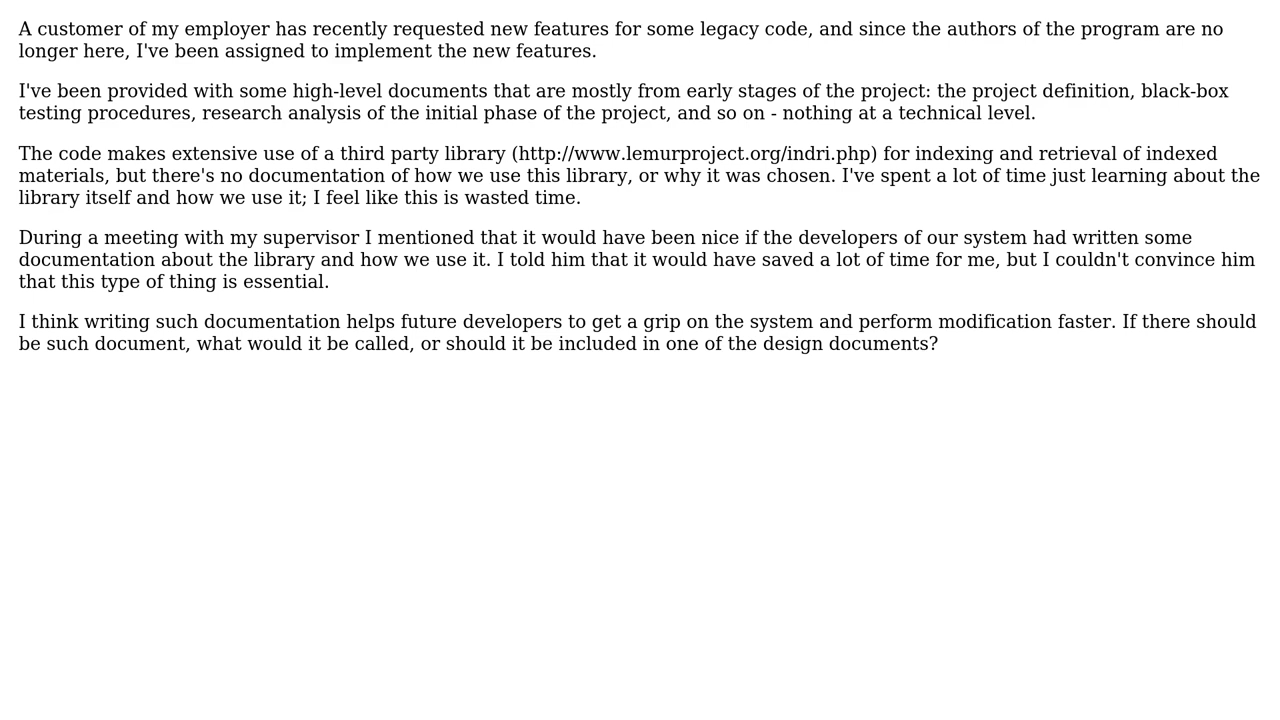 A customer of my employer has recently requested new features for some legacy code, and since the authors of the program are no
longer here, I've been assigned to implement the new features.
I've been provided with some high-level documents that are mostly from early stages of the project: the project definition, black-box
testing procedures, research analysis of the initial phase of the project, and so on - nothing at a technical level.
The code makes extensive use of a third party library (http://www.lemurproject.org/indri.php) for indexing and retrieval of indexed
materials, but there's no documentation of how we use this library, or why it was chosen. I've spent a lot of time just learning about the
library itself and how we use it; I feel like this is wasted time.
During a meeting with my supervisor I mentioned that it would have been nice if the developers of our system had written some
documentation about the library and how we use it. I told him that it would have saved a lot of time for me, but I couldn't convince him
that this type of thing is essential.
I think writing such documentation helps future developers to get a grip on the system and perform modification faster. If there should
be such document, what would it be called, or should it be included in one of the design documents?